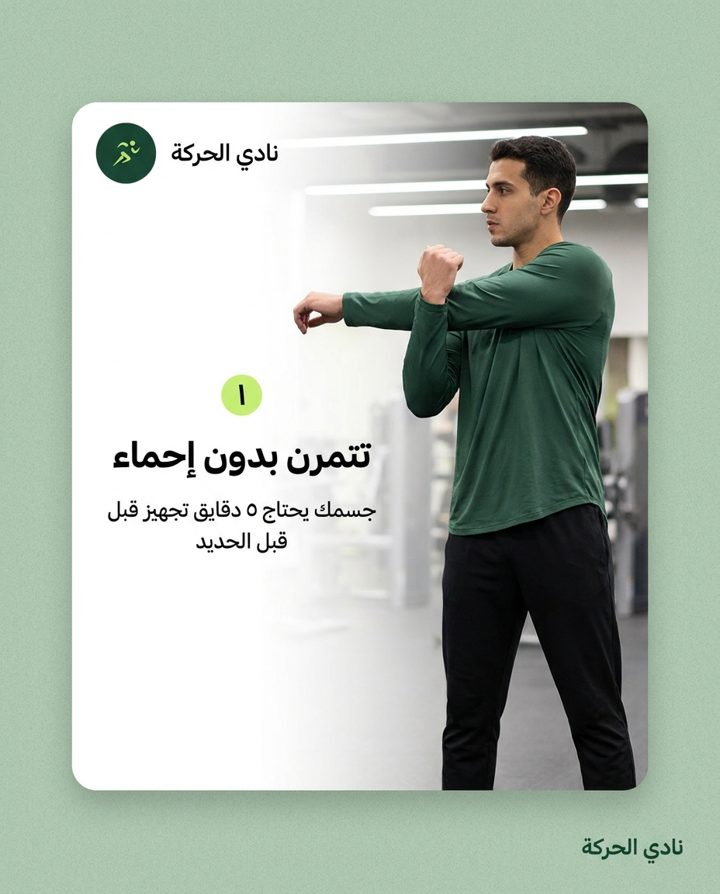 نادي الحركة
١
تتمرن بدون إحماء
جسمك يحتاج ٥ دقايق تجهيز قبل
قبل الحديد
نادي الحركة